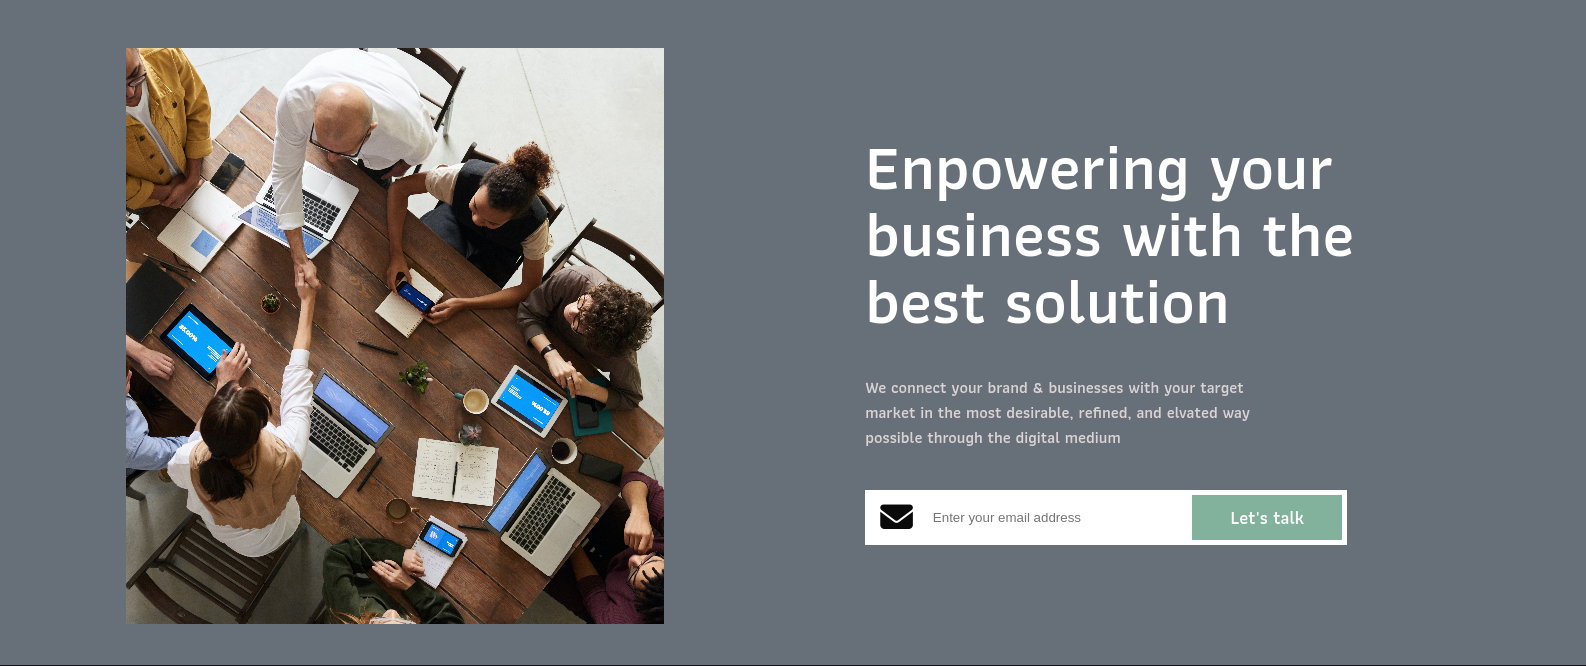 Enpowering your
business with the
best solution
We connect your brand & businesses with your target
market in the most desirable, refined, and elvated way
possible through the digital medium
Enter your email address
Let's talk